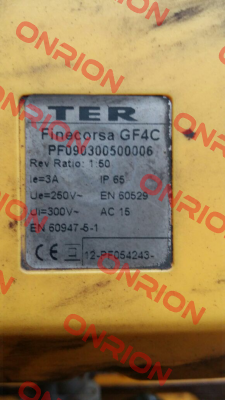 TER
Finecorsa GF4C
PF090300500006
Rev Ratio: 1:50
Ie=3A IP 65
Ue=250V~ EN 60529
Ui=300V~ AC 15
EN 60947-5-1
CE 12-PF054243-
ONRION
ONRION
ONRION
ONRION
ONRION
ONRION
ONRION